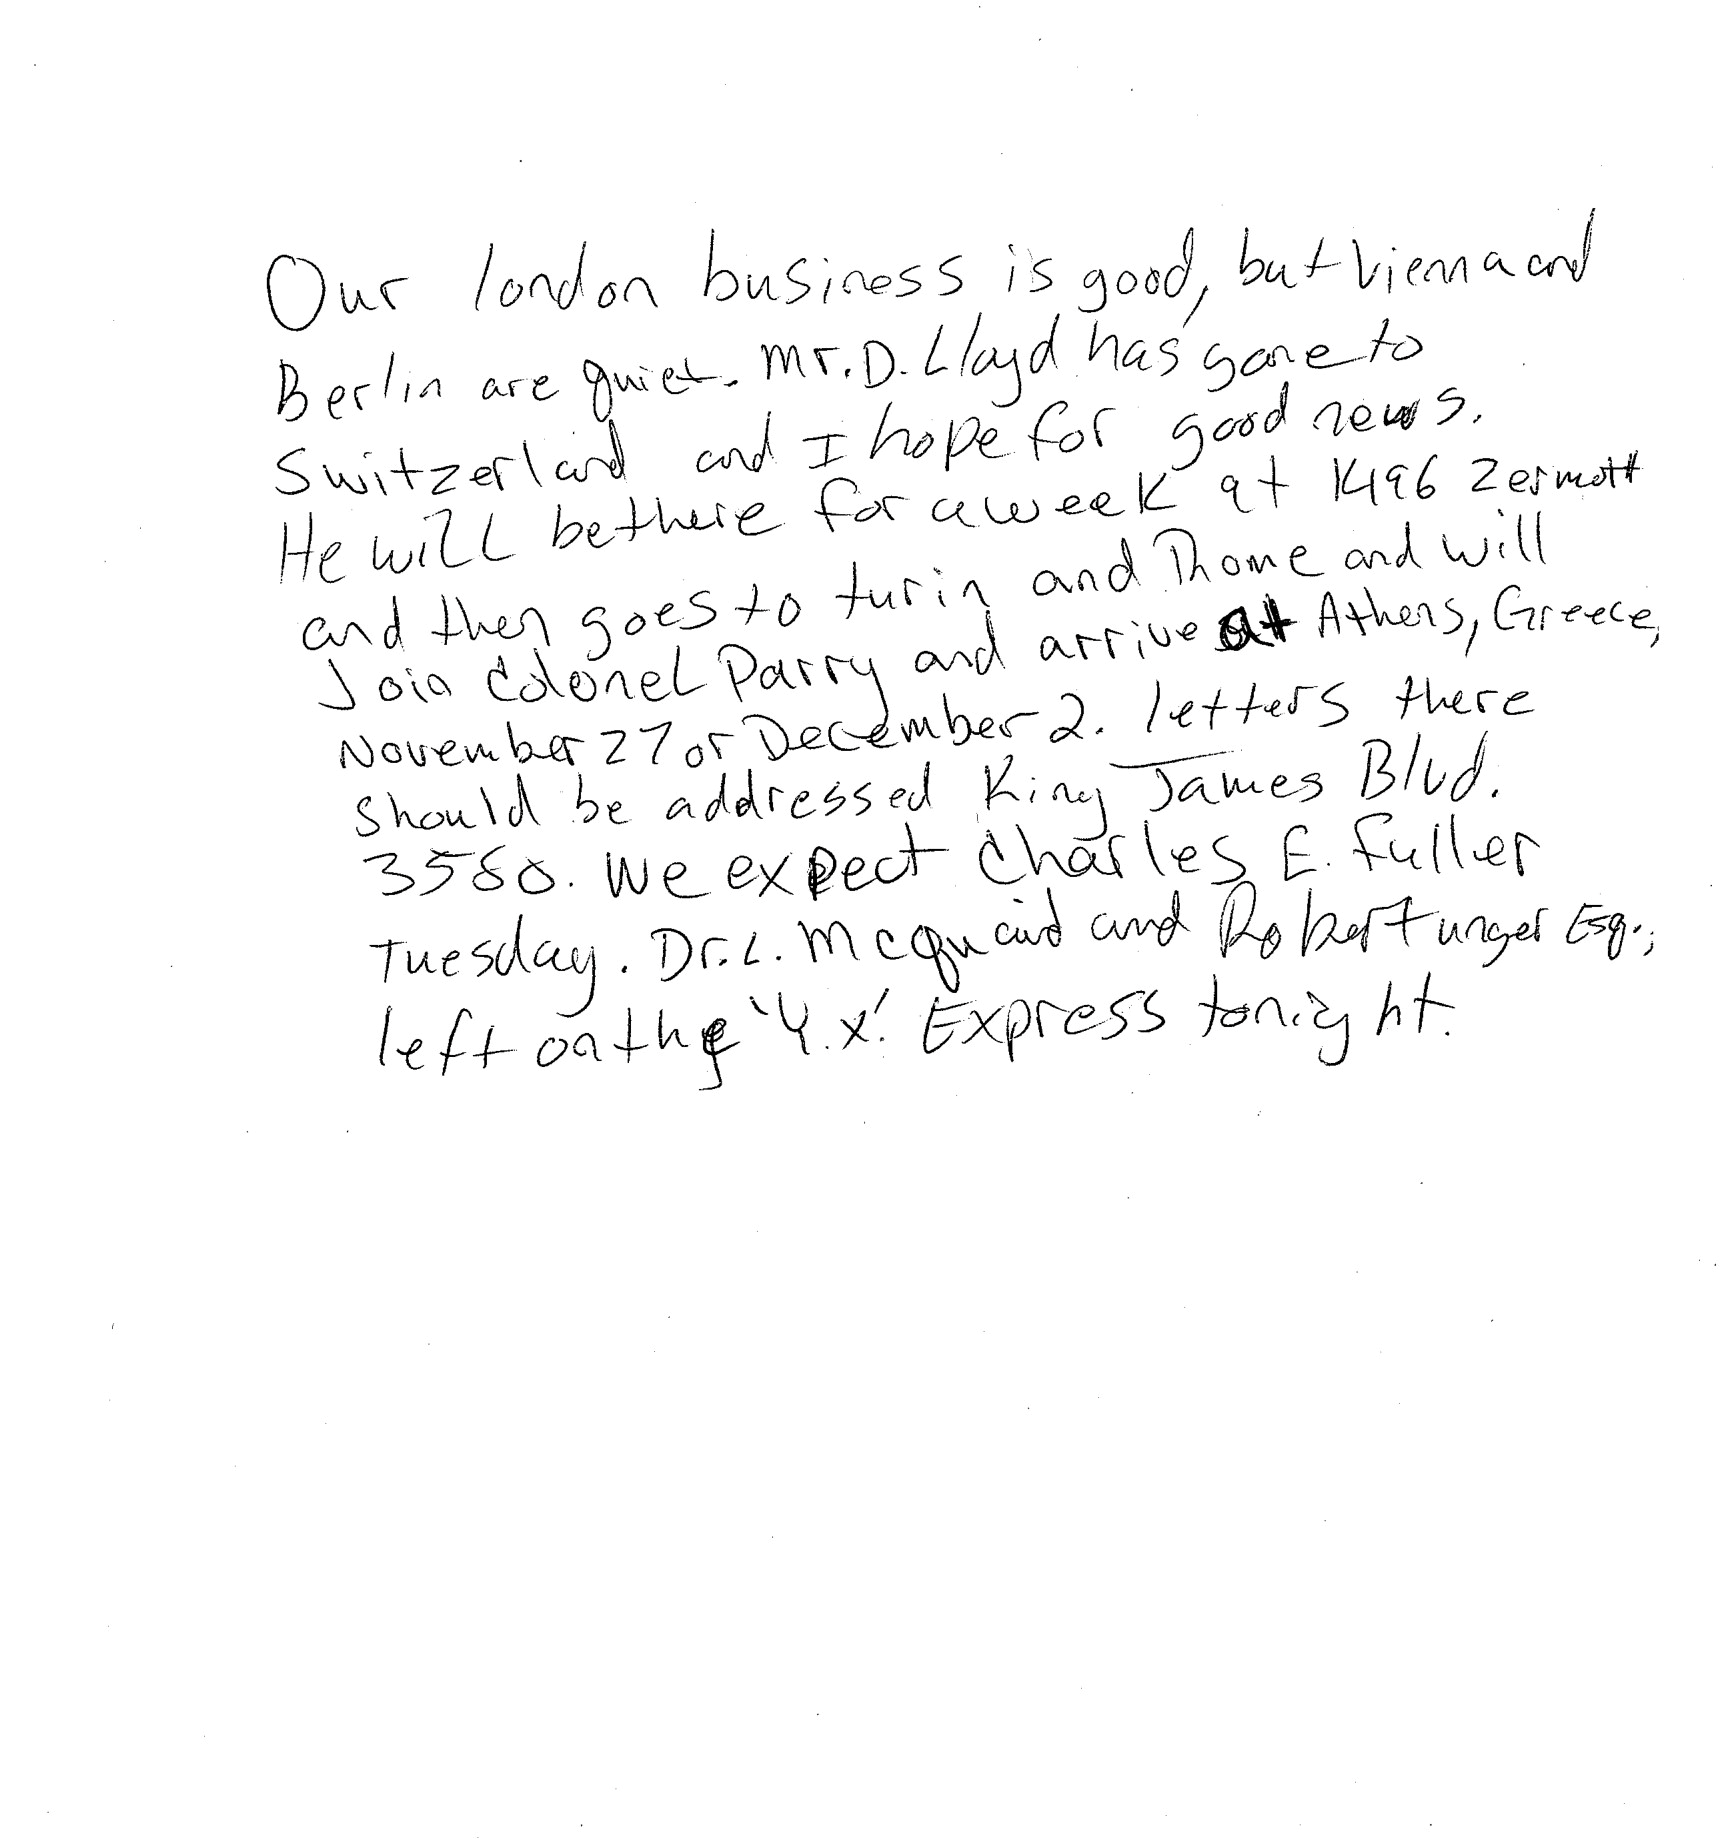 Our london business is good, but Vienna and
Berlin are quiet. Mr. D. Lloyd has gone to
Switzerland and I hope for good news.
He will be there for a week at 1496 Zermott
and then goes to turin and Rome and will
Join Colonel Parry and arrive at Athens, Greece,
November 27 or December 2. letters there
Should be addressed King James Blvd.
3580. We expect Charles E. Fuller
Tuesday. Dr. L. McQuaid and Robert unger Esq.,
left on the 'Y.X.' Express tonight.